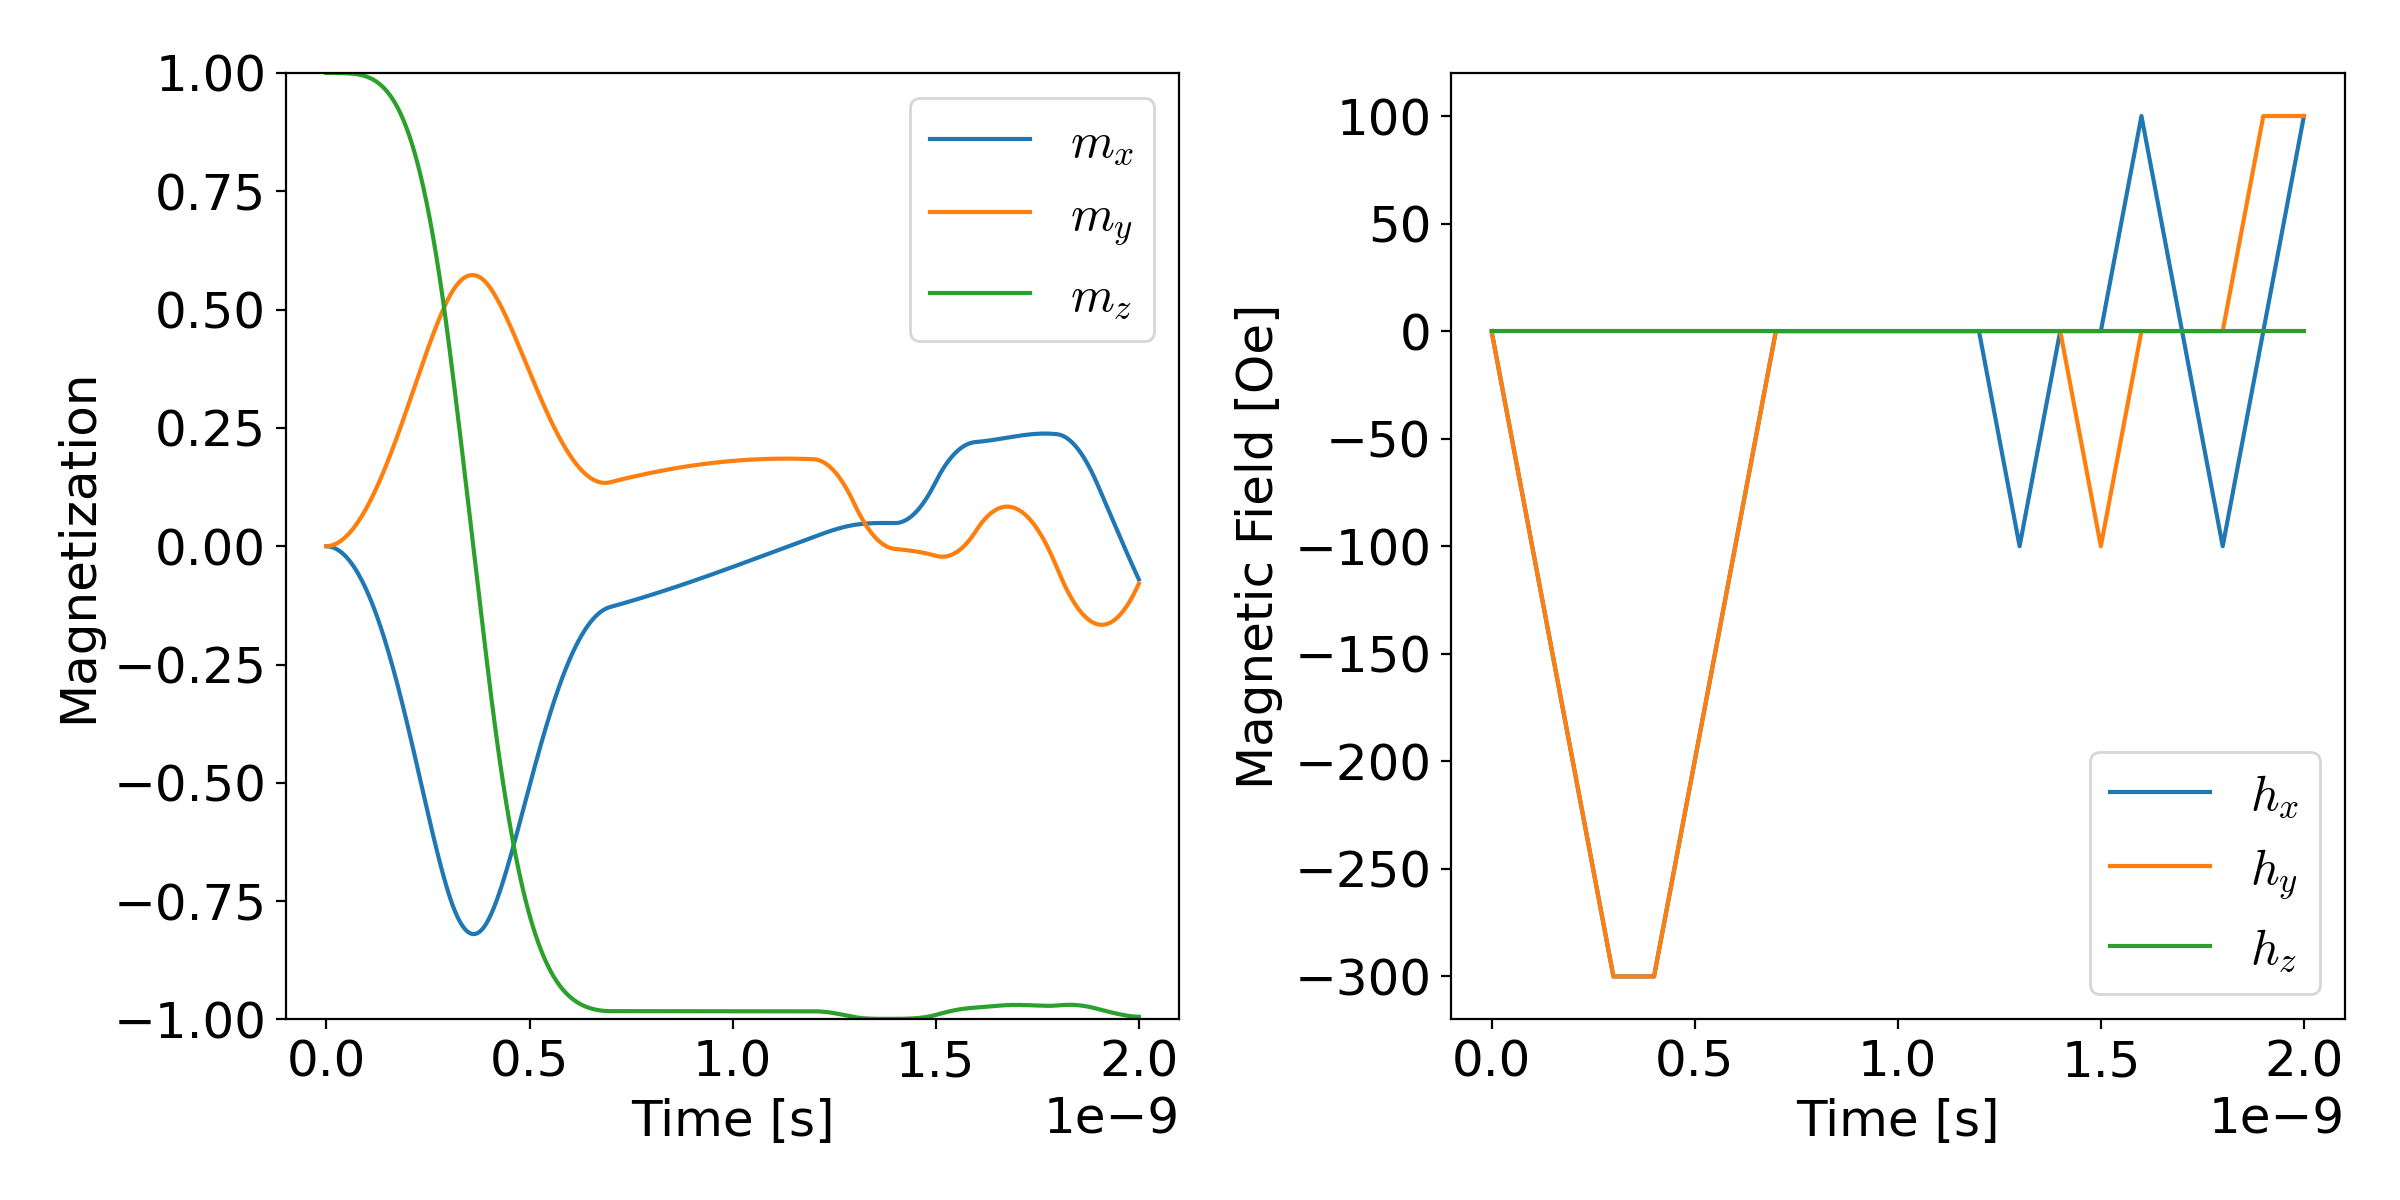 1.00
0.75
0.50
0.25
0.00
−0.25
−0.50
−0.75
−1.00
Magnetization
0.0 0.5 1.0 1.5 2.0
Time [s]
1e−9
m_x
m_y
m_z
100
50
0
−50
−100
−150
−200
−250
−300
Magnetic Field [Oe]
0.0 0.5 1.0 1.5 2.0
Time [s]
1e−9
h_x
h_y
h_z